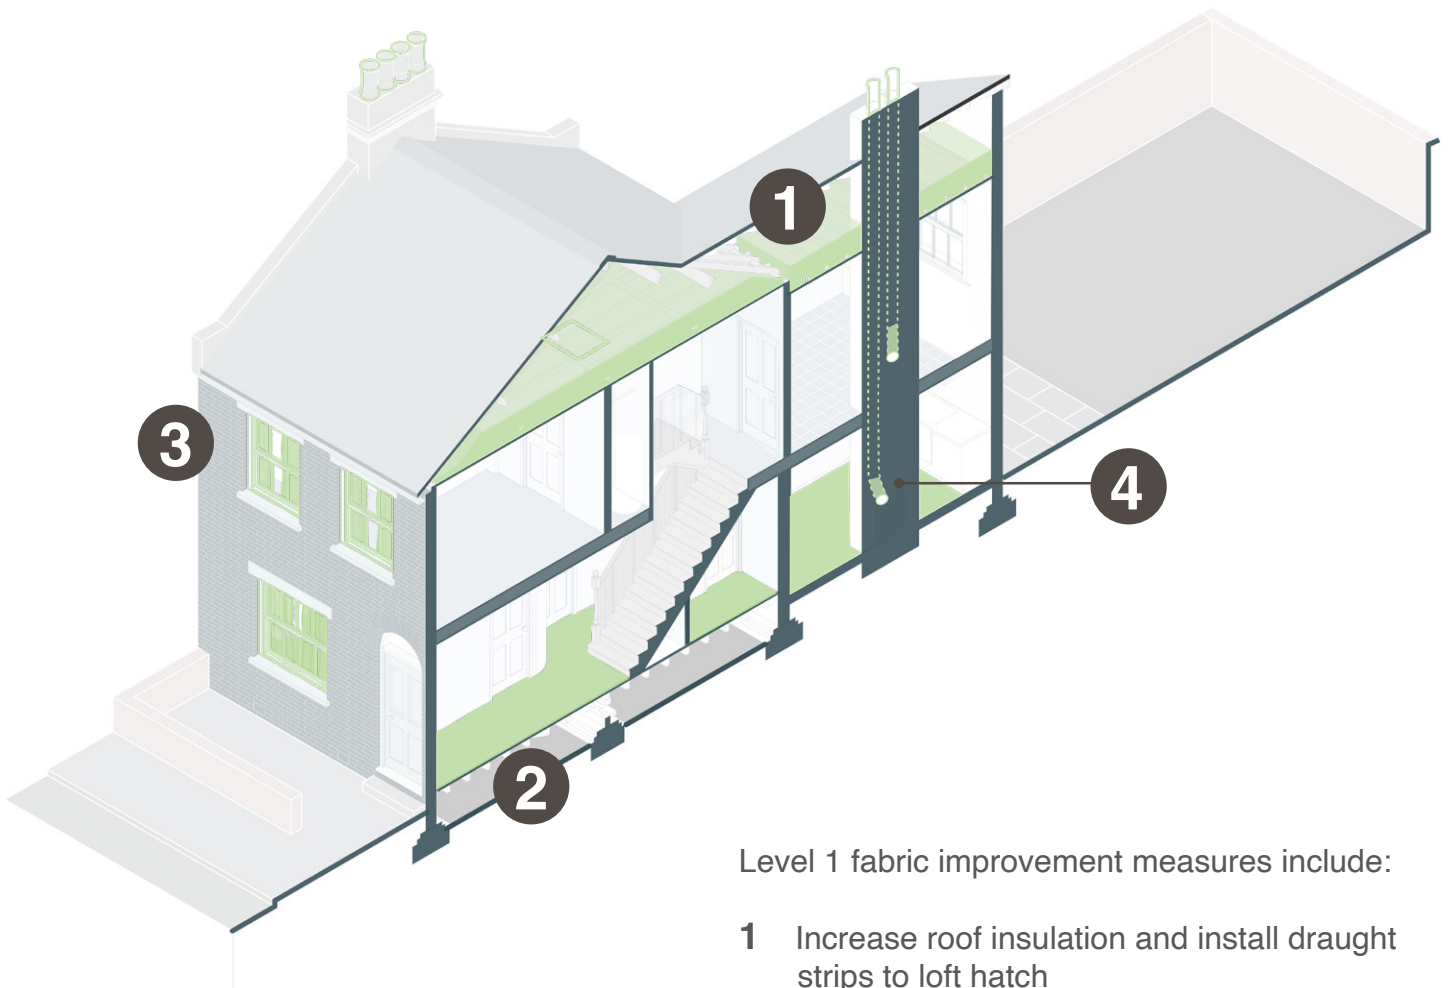 1
3
4
2
Level 1 fabric improvement measures include:
1 Increase roof insulation and install draught
strips to loft hatch